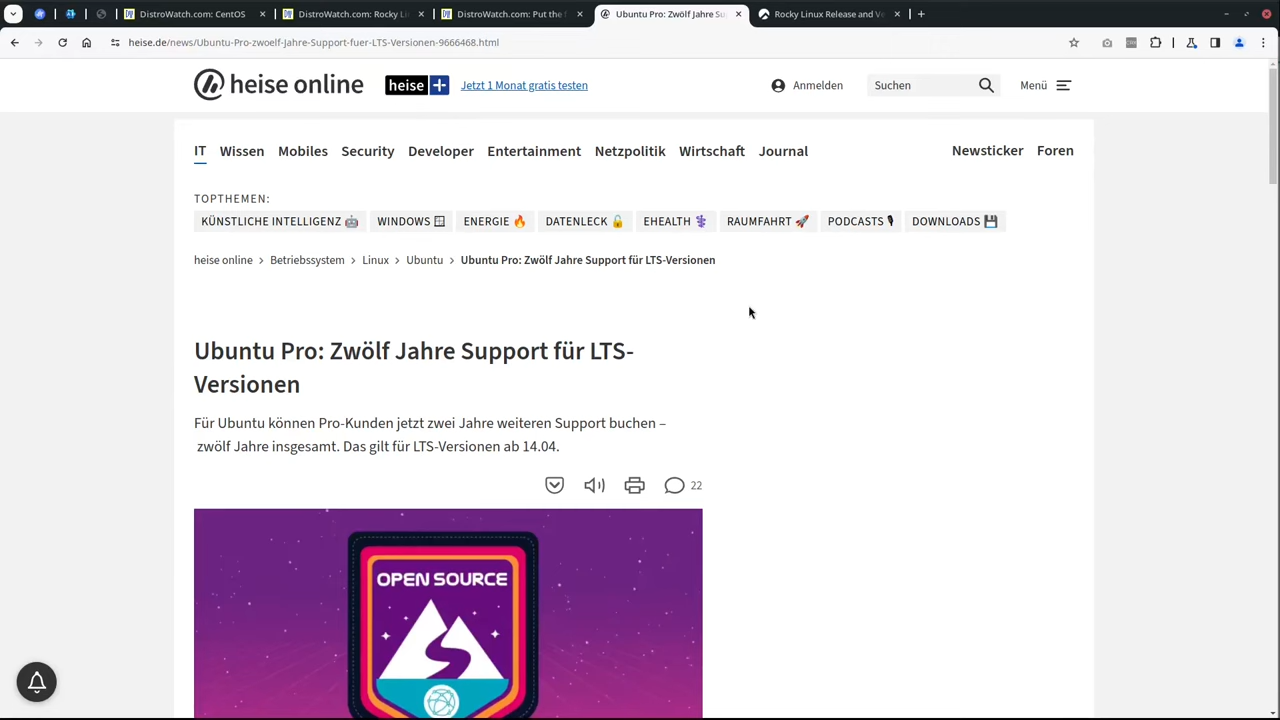 DistroWatch.com: CentOS
DistroWatch.com: Rocky Li
DistroWatch.com: Put the f
Ubuntu Pro: Zwölf Jahre Su
Rocky Linux Release and Ve
heise.de/news/Ubuntu-Pro-zwoelf-Jahre-Support-fuer-LTS-Versionen-9666468.html
heise online
heise +
Jetzt 1 Monat gratis testen
Anmelden
Suchen
Menü
IT Wissen Mobiles Security Developer Entertainment Netzpolitik Wirtschaft Journal Newsticker Foren
TOPTHEMEN:
KÜNSTLICHE INTELLIGENZ 🤖 WINDOWS 🪟 ENERGIE 🔥 DATENLECK 🔓 EHEALTH ⚕️ RAUMFAHRT 🚀 PODCASTS 🎙 DOWNLOADS 💾
heise online > Betriebssystem > Linux > Ubuntu > Ubuntu Pro: Zwölf Jahre Support für LTS-Versionen
Ubuntu Pro: Zwölf Jahre Support für LTS-
Versionen
Für Ubuntu können Pro-Kunden jetzt zwei Jahre weiteren Support buchen –
zwölf Jahre insgesamt. Das gilt für LTS-Versionen ab 14.04.
22
OPEN SOURCE